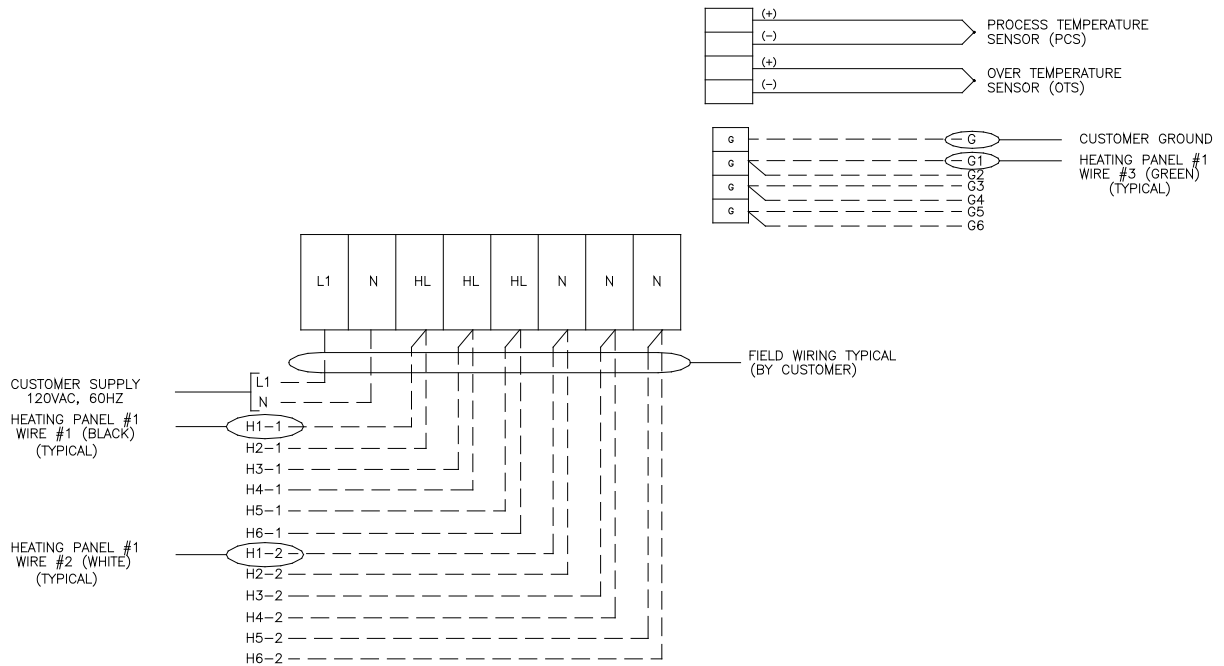 (+)
(-)
PROCESS TEMPERATURE
SENSOR (PCS)
(+)
(-)
OVER TEMPERATURE
SENSOR (OTS)
G
G
CUSTOMER GROUND
G
G1
HEATING PANEL #1
WIRE #3 (GREEN)
(TYPICAL)
G2
G
G3
G4
G
G5
G6
L1 N HL HL HL N N N
FIELD WIRING TYPICAL
(BY CUSTOMER)
CUSTOMER SUPPLY
120VAC, 60HZ
L1
N
HEATING PANEL #1
WIRE #1 (BLACK)
(TYPICAL)
H1-1
H2-1
H3-1
H4-1
H5-1
H6-1
HEATING PANEL #1
WIRE #2 (WHITE)
(TYPICAL)
H1-2
H2-2
H3-2
H4-2
H5-2
H6-2